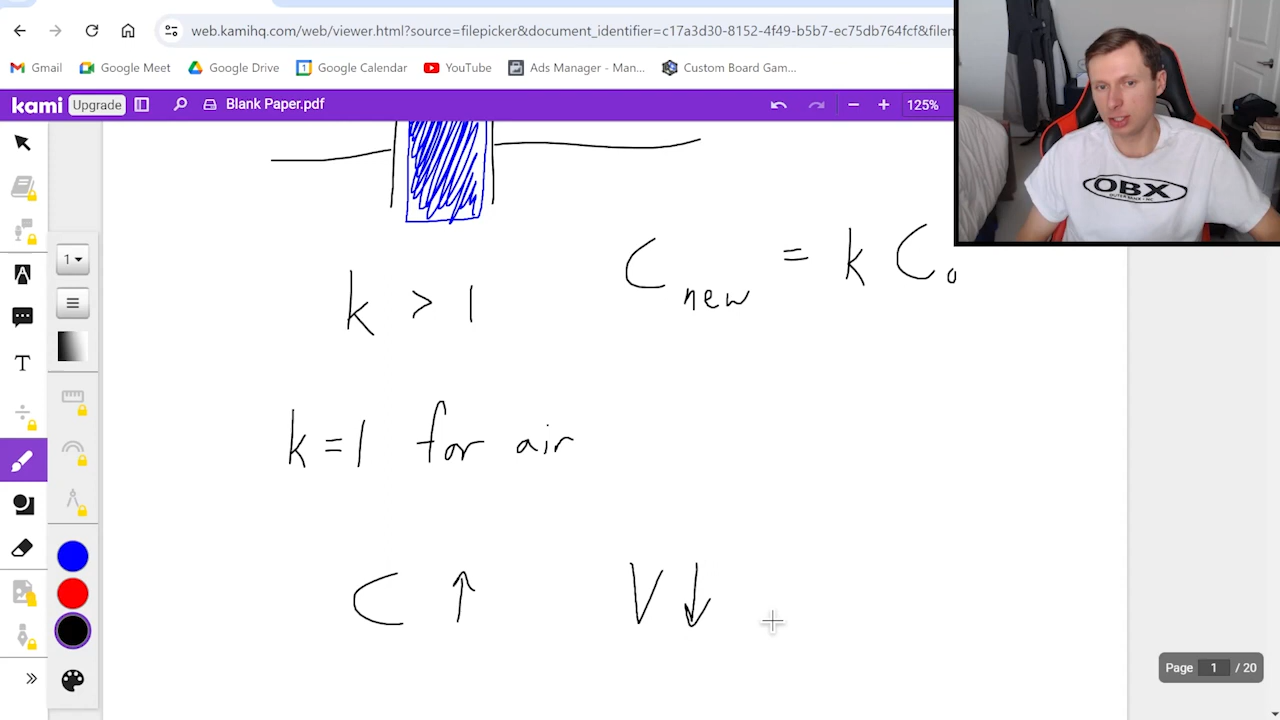 web.kamihq.com/web/viewer.html?source=filepicker&document_identifier=c17a3d30-8152-4f49-b5b7-ec75db764fcf&filen
Gmail Google Meet Google Drive Google Calendar YouTube Ads Manager - Man... Custom Board Gam...
kami Upgrade Blank Paper.pdf 125%
OBX
C new = k C o
k > 1
1
k = 1 for air
C ↑ V ↓
Page 1 / 20